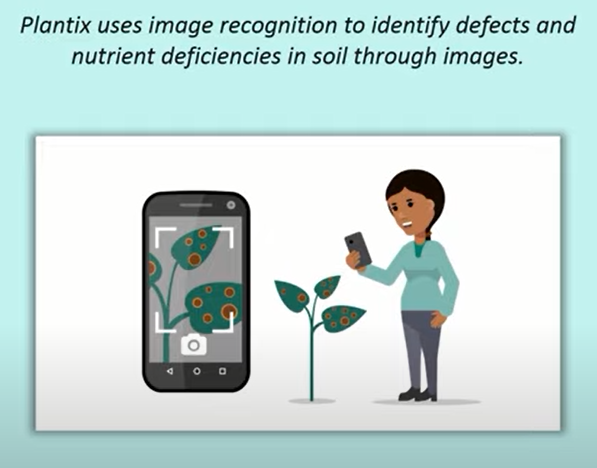 Plantix uses image recognition to identify defects and
nutrient deficiencies in soil through images.